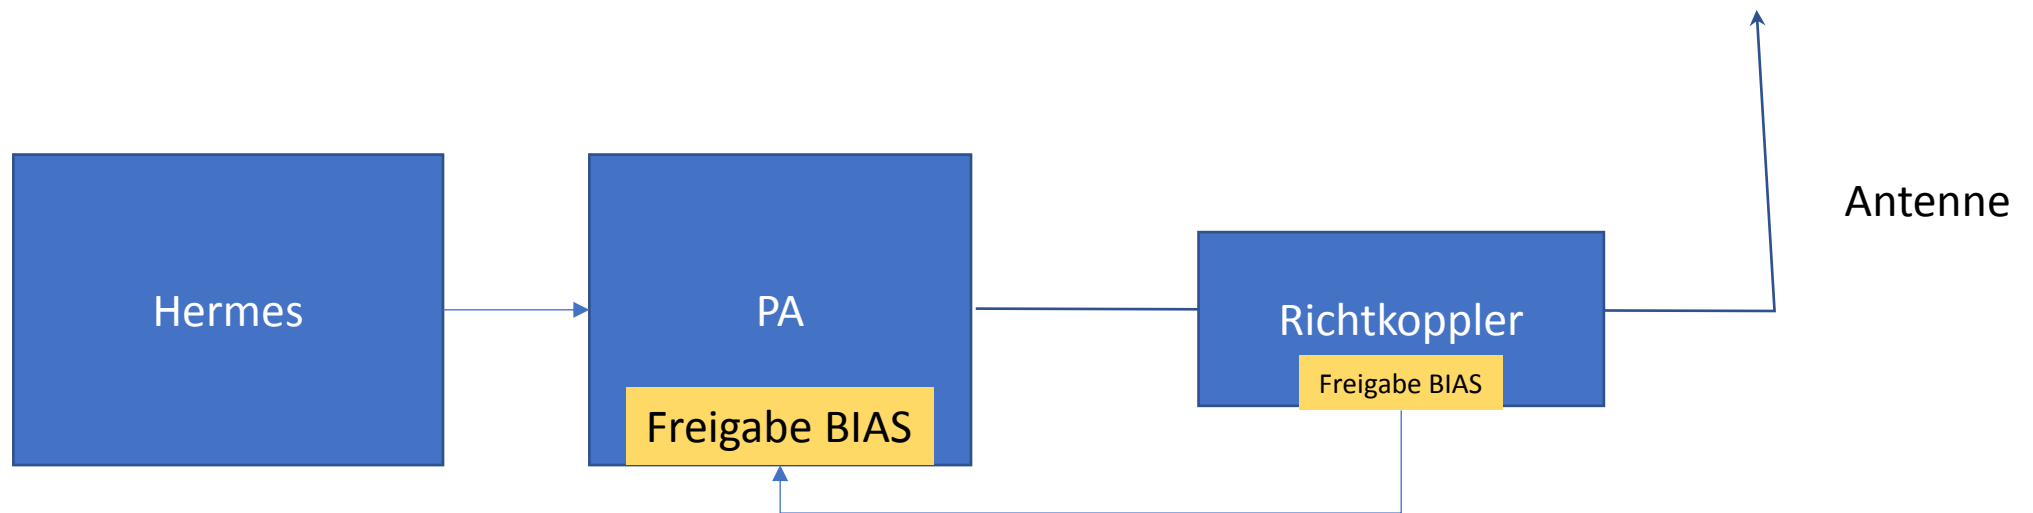 Hermes
PA
Freigabe BIAS
Richtkoppler
Freigabe BIAS
Antenne